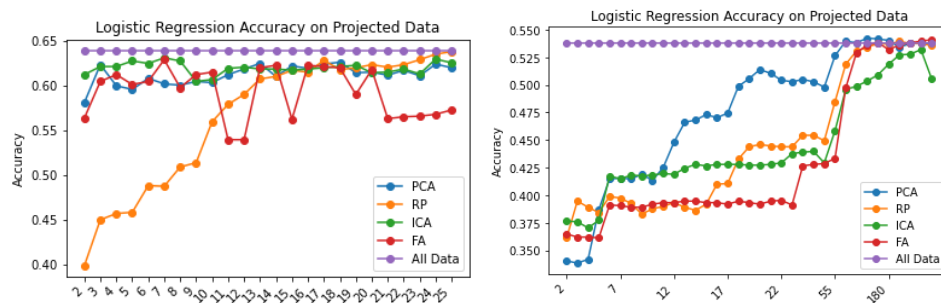 Logistic Regression Accuracy on Projected Data
0.65
0.60
0.55
0.50
0.45
0.40
Accuracy
PCA
RP
ICA
FA
All Data
2 3 4 5 6 7 8 9 10 11 12 13 14 15 16 17 18 19 20 21 22 23 24 25
Logistic Regression Accuracy on Projected Data
0.550
0.525
0.500
0.475
0.450
0.425
0.400
0.375
0.350
Accuracy
PCA
RP
ICA
FA
All Data
2 7 12 17 22 55 180